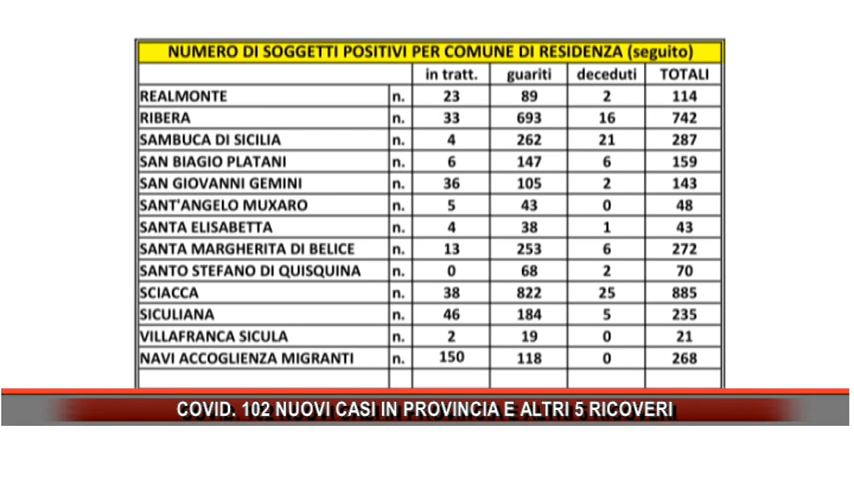 NUMERO DI SOGGETTI POSITIVI PER COMUNE DI RESIDENZA (seguito)
in tratt. guariti deceduti TOTALI
REALMONTE n. 23 89 2 114
RIBERA n. 33 693 16 742
SAMBUCA DI SICILIA n. 4 262 21 287
SAN BIAGIO PLATANI n. 6 147 6 159
SAN GIOVANNI GEMINI n. 36 105 2 143
SANT'ANGELO MUXARO n. 5 43 0 48
SANTA ELISABETTA n. 4 38 1 43
SANTA MARGHERITA DI BELICE n. 13 253 6 272
SANTO STEFANO DI QUISQUINA n. 0 68 2 70
SCIACCA n. 38 822 25 885
SICULIANA n. 46 184 5 235
VILLAFRANCA SICULA n. 2 19 0 21
NAVI ACCOGLIENZA MIGRANTI n. 150 118 0 268
COVID. 102 NUOVI CASI IN PROVINCIA E ALTRI 5 RICOVERI